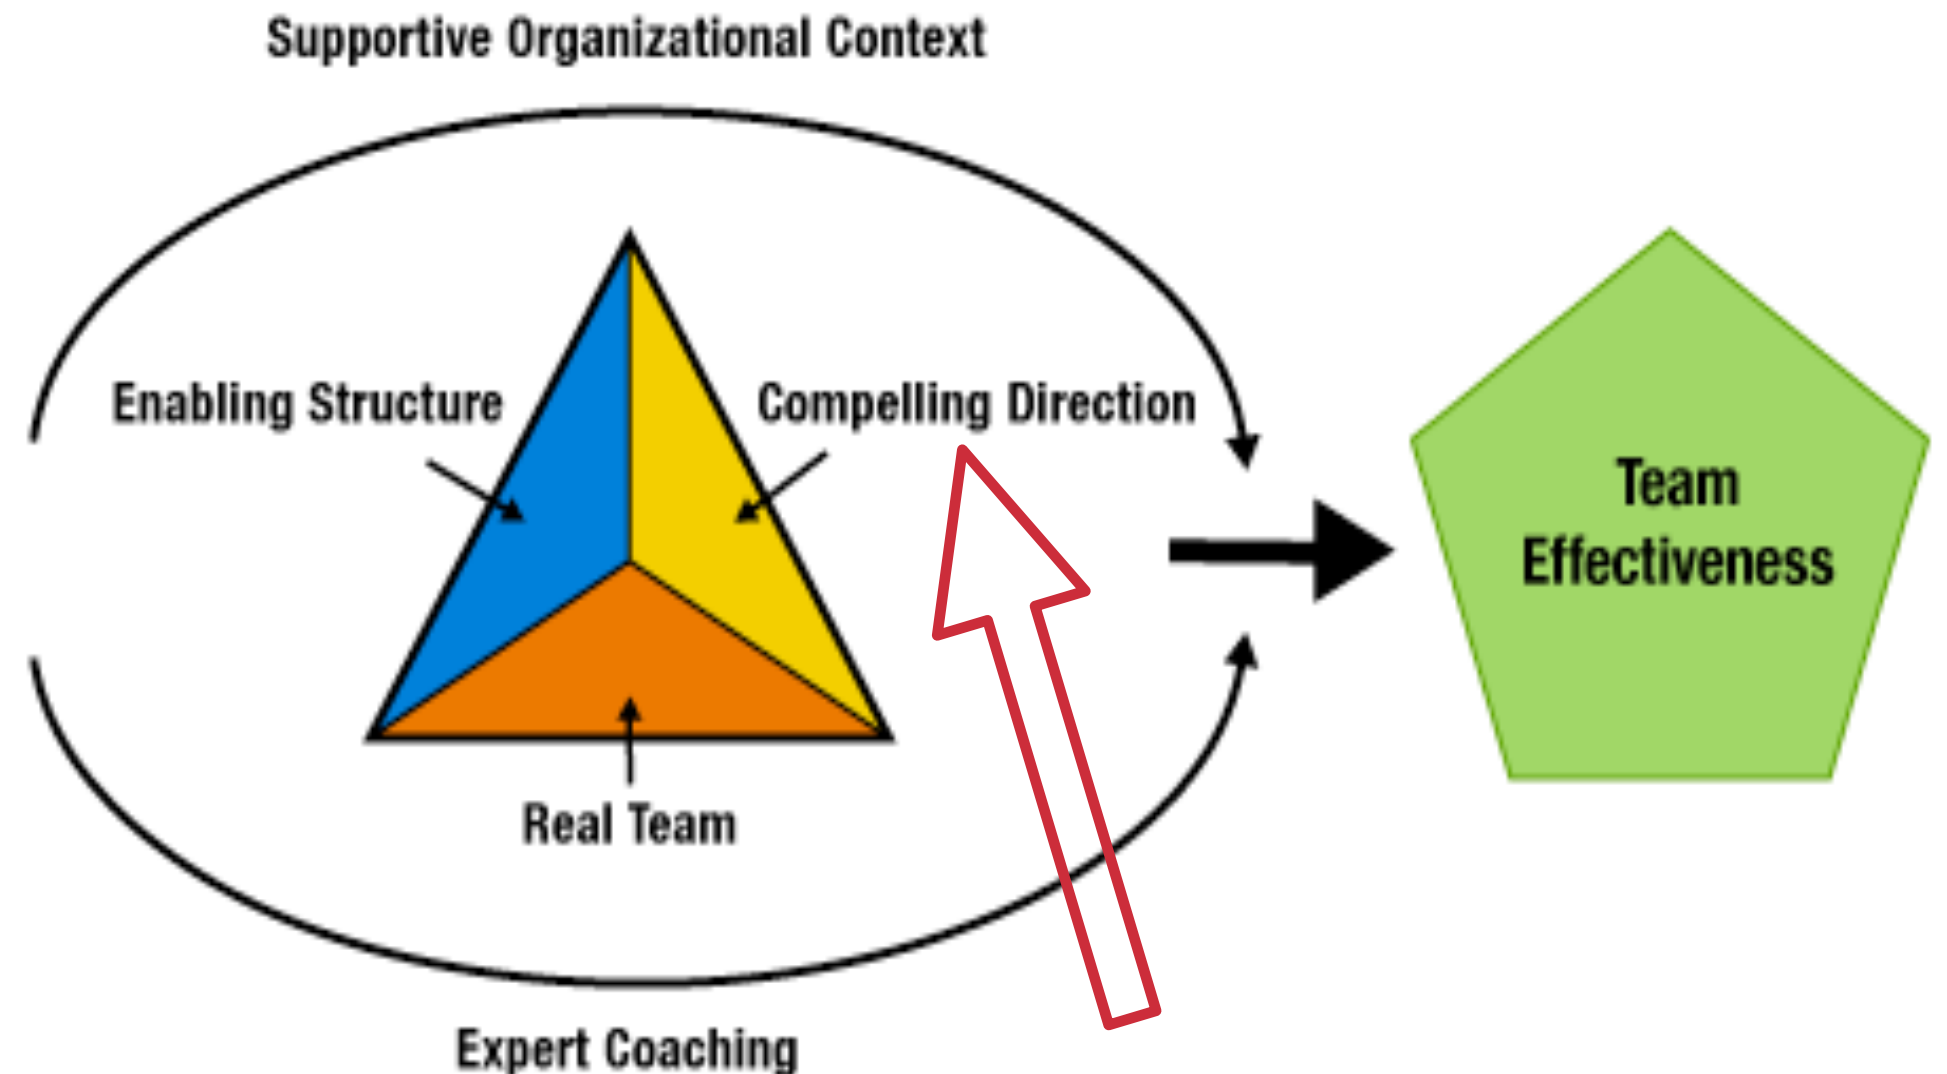 Supportive Organizational Context
Enabling Structure
Compelling Direction
Real Team
Expert Coaching
Team
Effectiveness